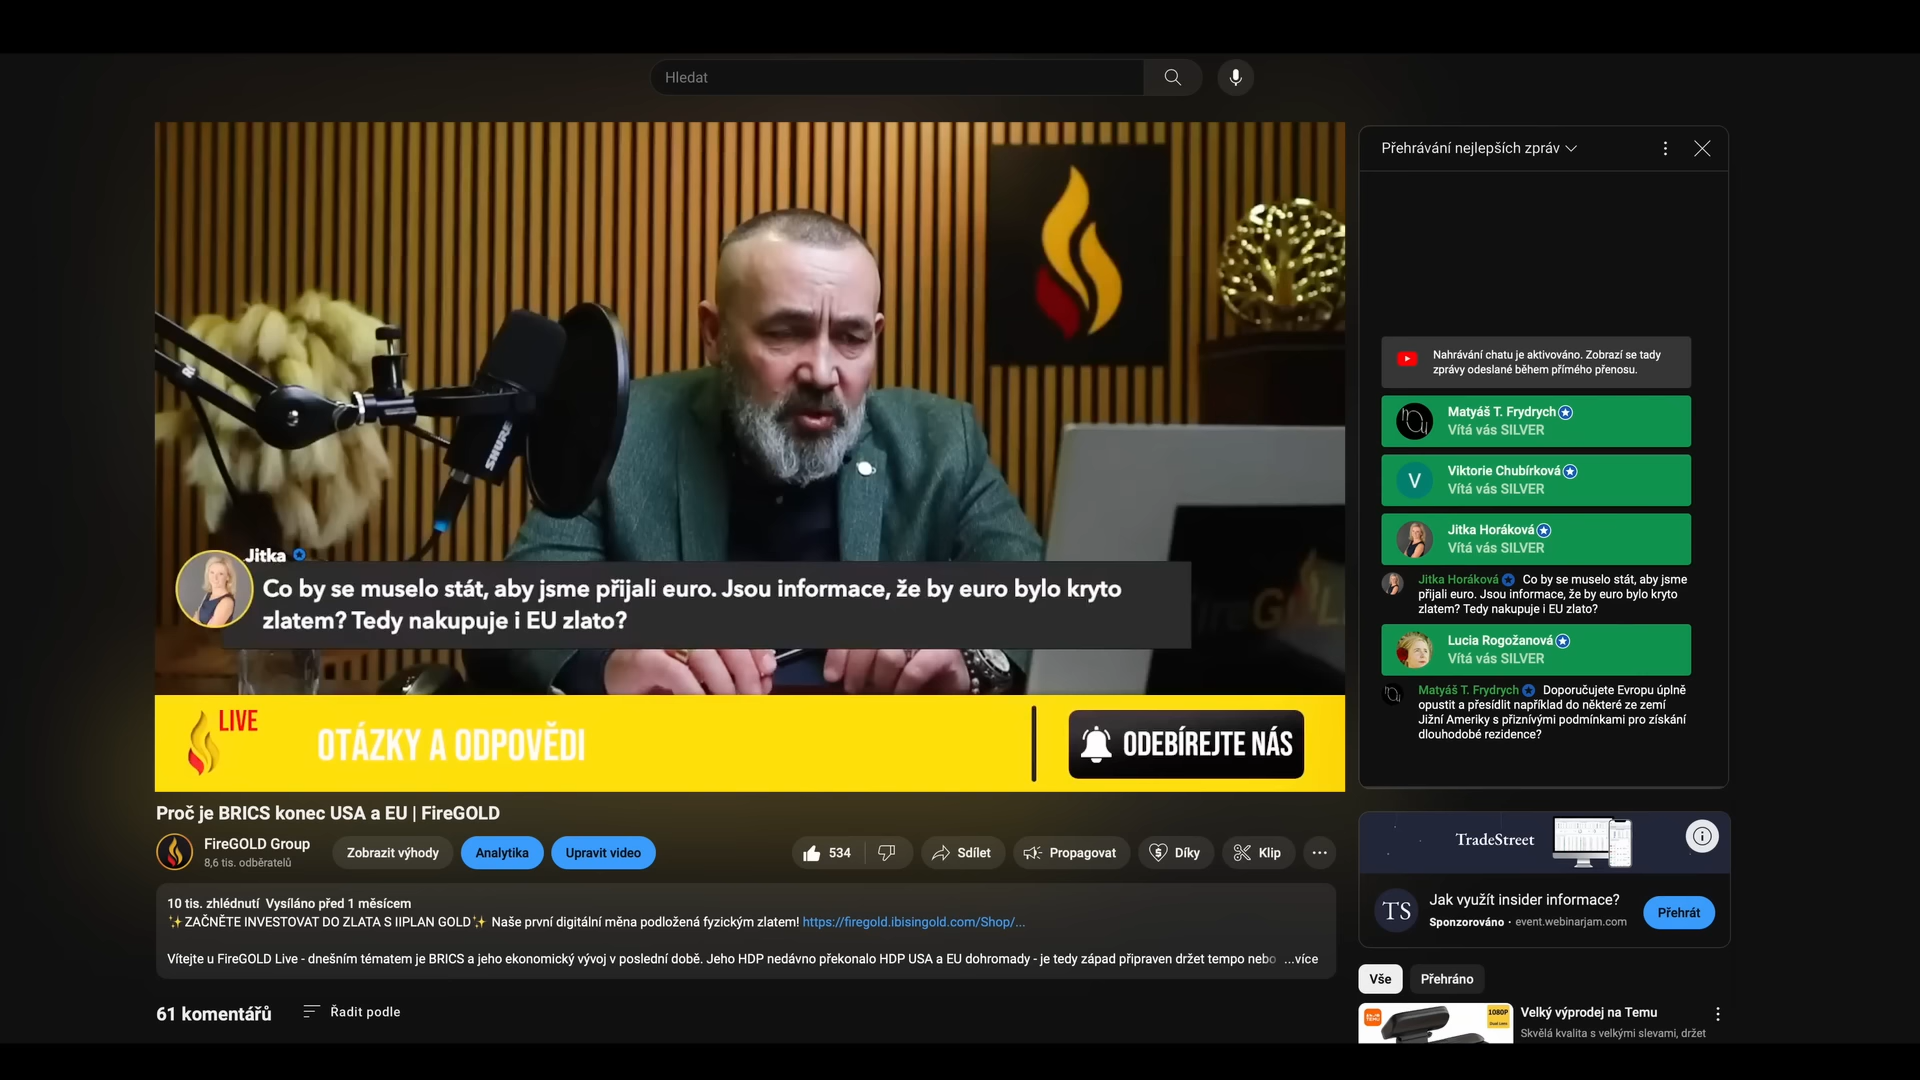 Hledat
SHURE
Jitka
Co by se muselo stát, aby jsme přijali euro. Jsou informace, že by euro bylo kryto
zlatem? Tedy nakupuje i EU zlato?
LIVE
OTÁZKY A ODPOVĚDI
ODEBÍREJTE NÁS
Proč je BRICS konec USA a EU | FireGOLD
FireGOLD Group
8,6 tis. odběratelů
Zobrazit výhody
Analytika
Upravit video
534
Sdílet
Propagovat
Díky
Klip
10 tis. zhlédnutí Vysíláno před 1 měsícem
✨ZAČNĚTE INVESTOVAT DO ZLATA S IIPLAN GOLD✨ Naše první digitální měna podložená fyzickým zlatem! https://firegold.ibisingold.com/Shop/...
Vítejte u FireGOLD Live - dnešním tématem je BRICS a jeho ekonomický vývoj v poslední době. Jeho HDP nedávno překonalo HDP USA a EU dohromady - je tedy západ připraven držet tempo nebo ...více
61 komentářů
Řadit podle
Přehrávání nejlepších zpráv
Nahrávání chatu je aktivováno. Zobrazí se tady
zprávy odeslané během přímého přenosu.
Matyáš T. Frydrych
Vítá vás SILVER
V
Viktorie Chubírková
Vítá vás SILVER
Jitka Horáková
Vítá vás SILVER
Jitka Horáková Co by se muselo stát, aby jsme
přijali euro. Jsou informace, že by euro bylo kryto
zlatem? Tedy nakupuje i EU zlato?
Lucia Rogožanová
Vítá vás SILVER
Matyáš T. Frydrych Doporučujete Evropu úplně
opustit a přesídlit například do některé ze zemí
Jižní Ameriky s přiznívými podmínkami pro získání
dlouhodobé rezidence?
TradeStreet
TS
Jak využít insider informace?
Sponzorováno · event.webinarjam.com
Přehrát
Vše
Přehráno
1080P
Velký výprodej na Temu
Skvělá kvalita s velkými slevami, držet